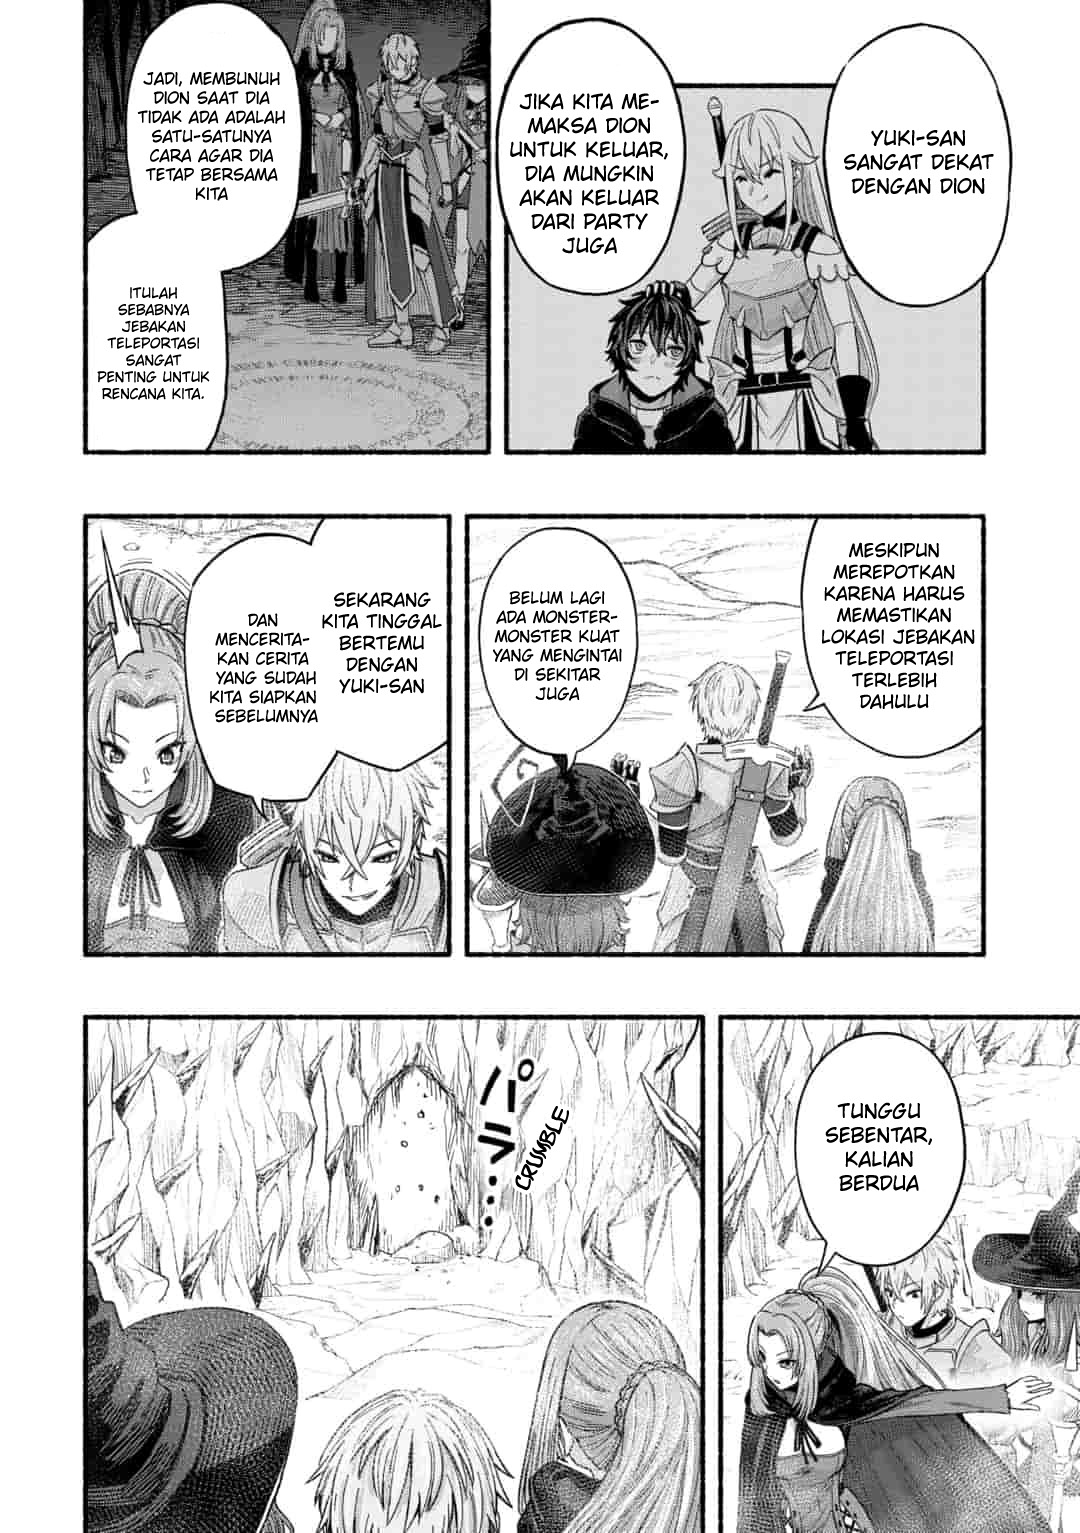 YUKI-SAN
SANGAT DEKAT
DENGAN DION
JIKA KITA ME-
MAKSA DION
UNTUK KELUAR,
DIA MUNGKIN
AKAN KELUAR
DARI PARTY
JUGA
JADI, MEMBUNUH
DION SAAT DIA
TIDAK ADA ADALAH
SATU-SATUNYA
CARA AGAR DIA
TETAP BERSAMA
KITA
ITULAH
SEBABNYA
JEBAKAN
TELEPORTASI
SANGAT
PENTING UNTUK
RENCANA KITA.
MESKIPUN
MEREPOTKAN
KARENA HARUS
MEMASTIKAN
LOKASI JEBAKAN
TELEPORTASI
TERLEBIH
DAHULU
BELUM LAGI
ADA MONSTER-
MONSTER KUAT
YANG MENGINTAI
DI SEKITAR
JUGA
SEKARANG
KITA TINGGAL
BERTEMU
DENGAN
YUKI-SAN
DAN
MENCERITA-
KAN CERITA
YANG SUDAH
KITA SIAPKAN
SEBELUMNYA
TUNGGU
SEBENTAR,
KALIAN
BERDUA
パラ…
CRUMBLE